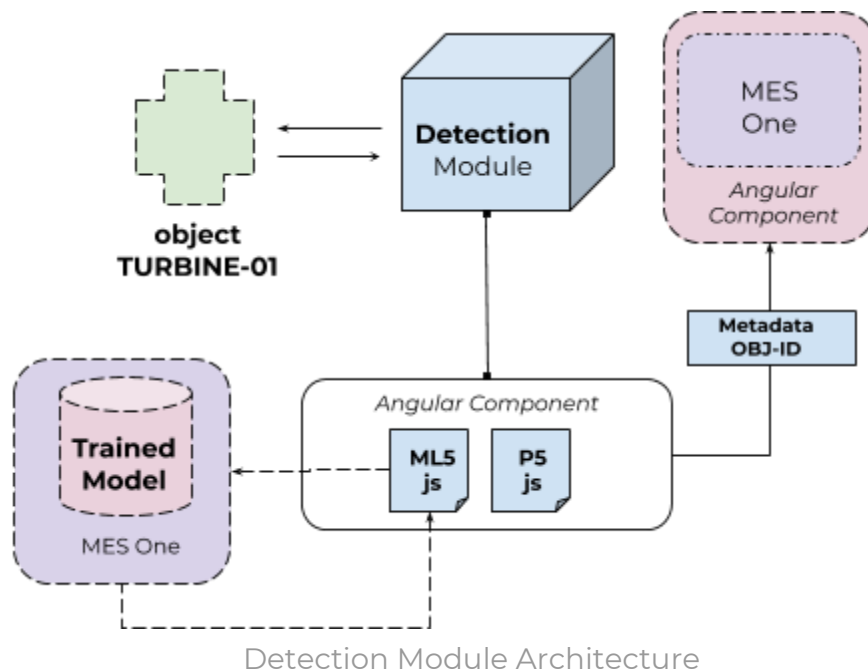 MES
One
Angular
Component
Detection
Module
object
TURBINE-01
Metadata
OBJ-ID
Angular Component
ML5
js
P5
js
Trained
Model
MES One
Detection Module Architecture